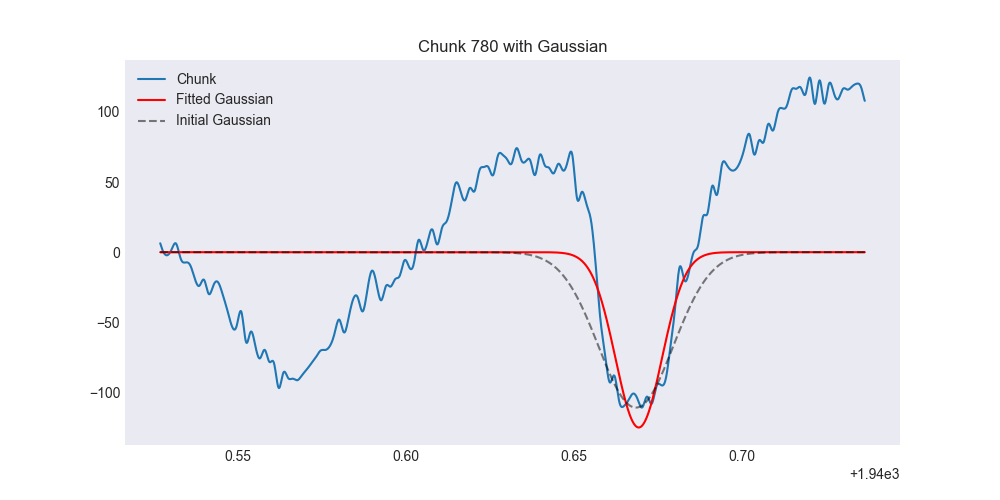 Chunk 780 with Gaussian
Chunk
Fitted Gaussian
Initial Gaussian
100
50
0
−50
−100
0.55 0.60 0.65 0.70
+1.94e3